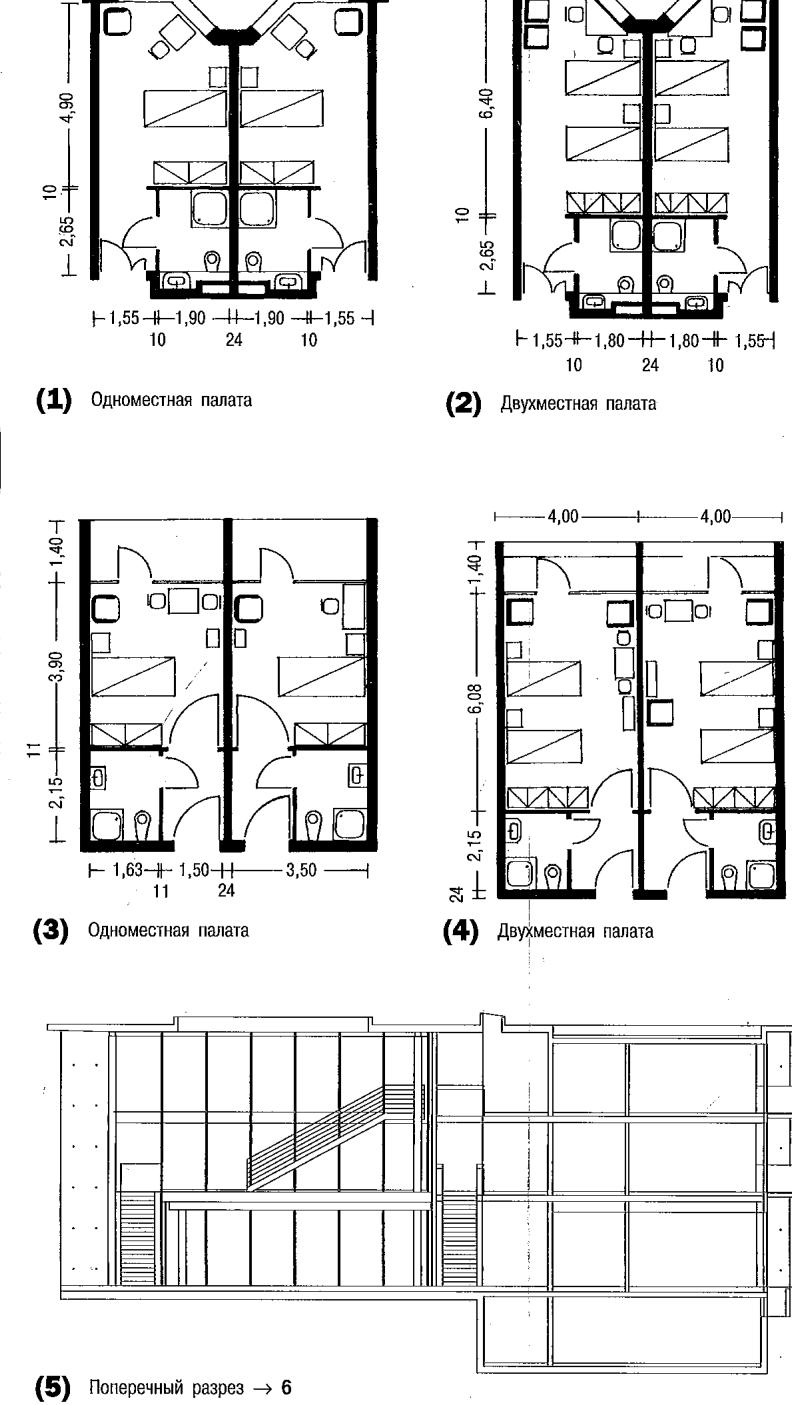 4,90
10
2,65
1,55 1,90 1,90 1,55
10 24 10
(1) Одноместная палата
6,40
10
2,65
1,55 1,80 1,80 1,55
10 24 10
(2) Двухместная палата
1,40
3,90
11
2,15
1,63 1,50 3,50
11 24
(3) Одноместная палата
4,00 4,00
1,40
6,08
2,15
24
(4) Двухместная палата
(5) Поперечный разрез → 6